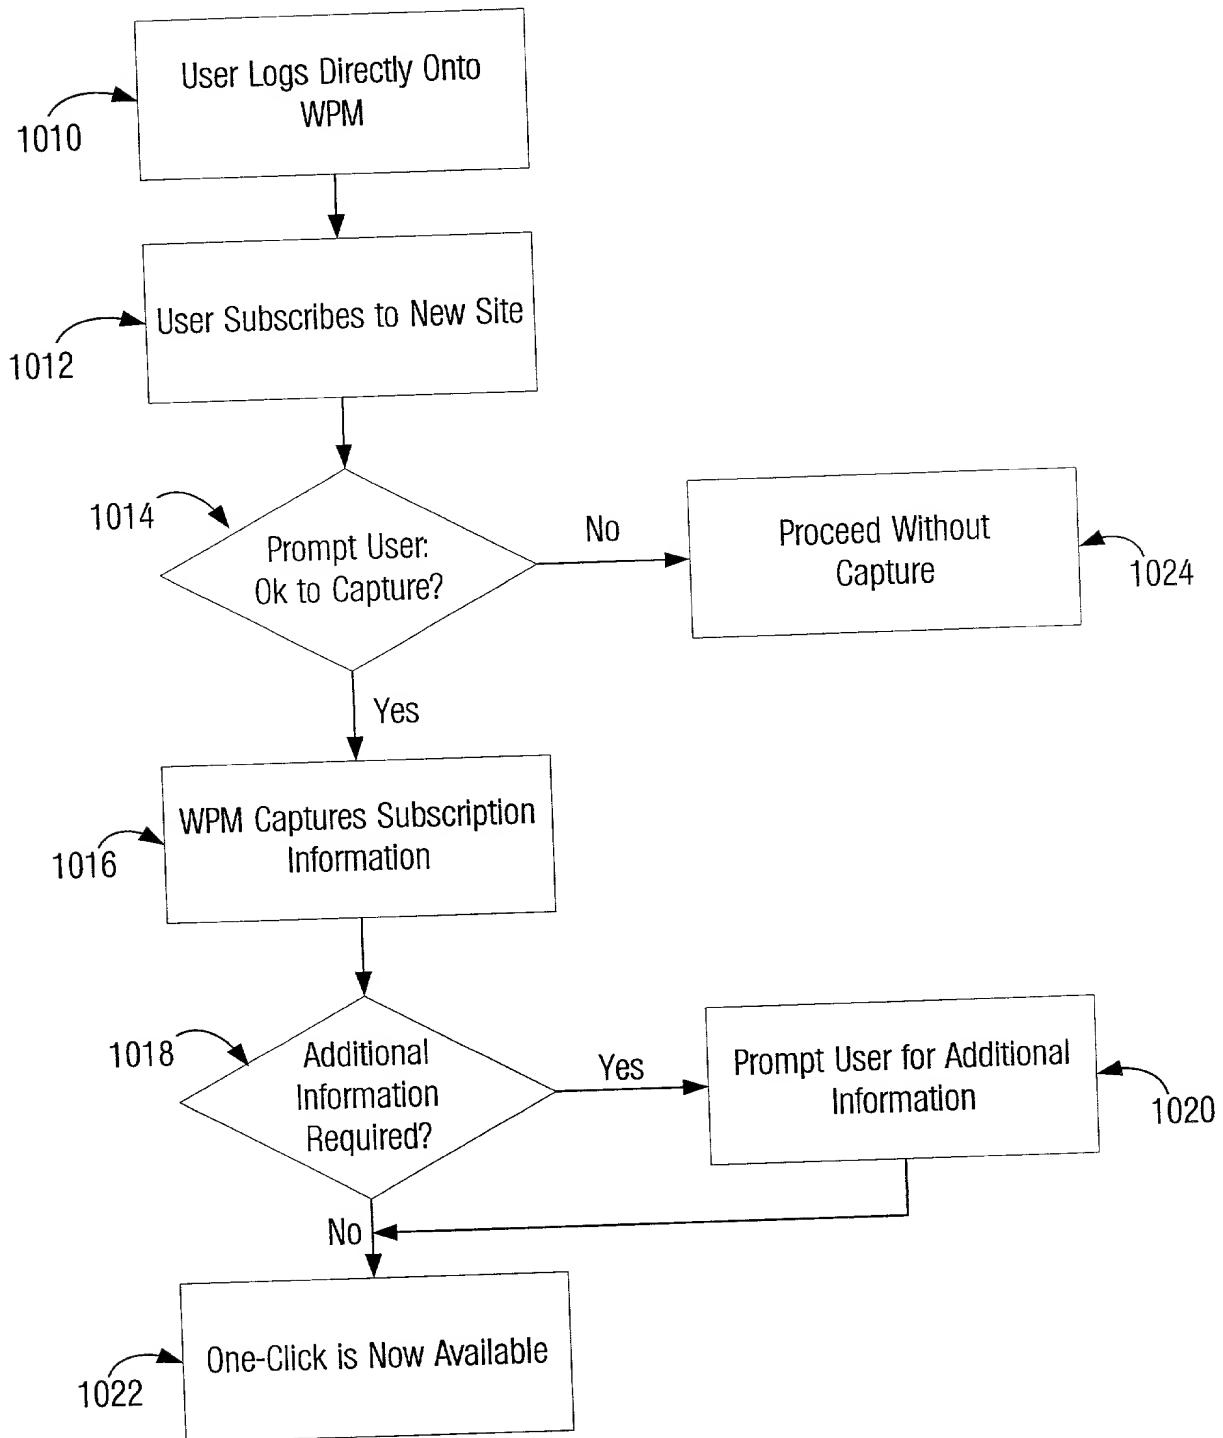 User Logs Directly Onto
WPM
1010
User Subscribes to New Site
1012
1014
Prompt User:
Ok to Capture?
No
Proceed Without
Capture
1024
Yes
WPM Captures Subscription
Information
1016
1018
Additional
Information
Required?
Yes
Prompt User for Additional
Information
1020
No
One-Click is Now Available
1022